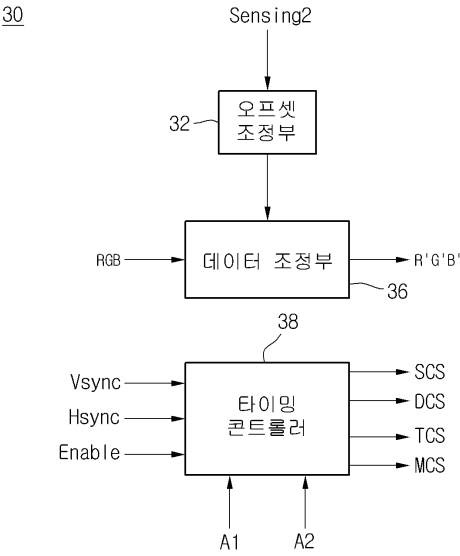 30
Sensing2
오프셋
조정부
32
RGB
데이터 조정부
R'G'B'
36
38
Vsync
Hsync
Enable
타이밍
콘트롤러
SCS
DCS
TCS
MCS
A1
A2